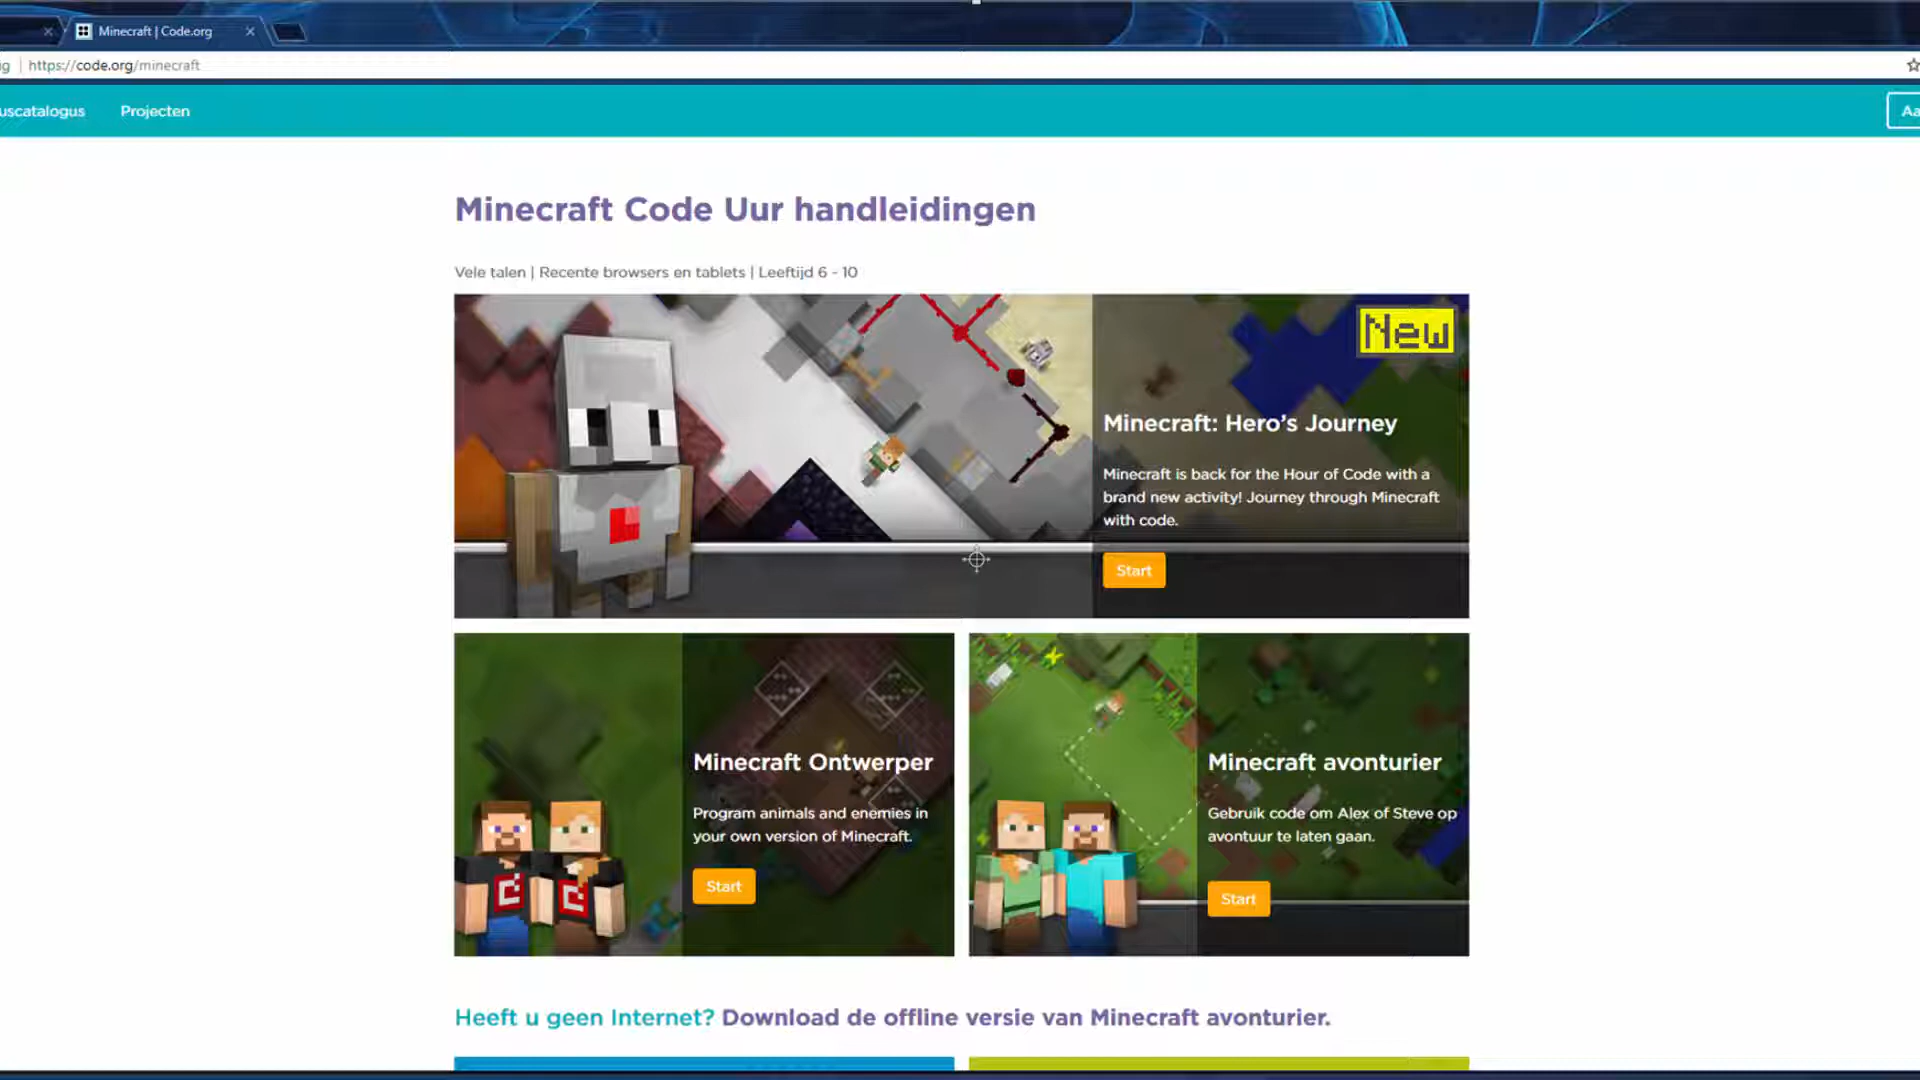 Minecraft | Code.org
https://code.org/minecraft
Projecten
Minecraft Code Uur handleidingen
Vele talen | Recente browsers en tablets | Leeftijd 6 - 10
New
Minecraft: Hero's Journey
Minecraft is back for the Hour of Code with a
brand new activity! Journey through Minecraft
with code.
Start
Minecraft Ontwerper
Program animals and enemies in
your own version of Minecraft.
Start
Minecraft avonturier
Gebruik code om Alex of Steve op
avontuur te laten gaan.
Start
Heeft u geen Internet? Download de offline versie van Minecraft avonturier.